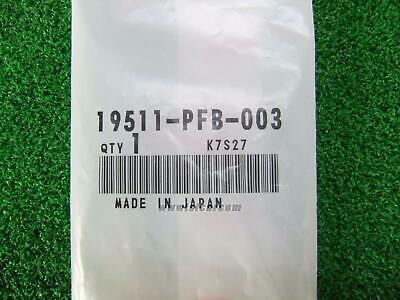 19511-PFB-003
QTY 1 K7S27
MADE IN JAPAN